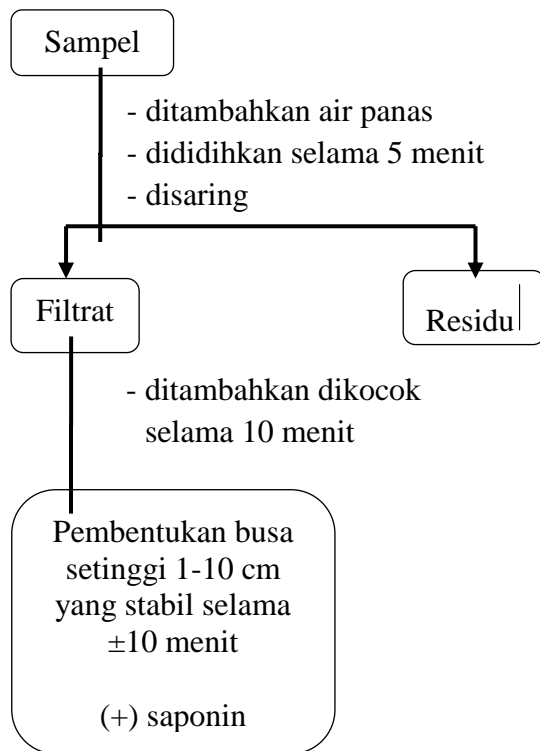 Sampel
- ditambahkan air panas
- dididihkan selama 5 menit
- disaring
Filtrat
Residu
- ditambahkan dikocok
selama 10 menit
Pembentukan busa
setinggi 1-10 cm
yang stabil selama
±10 menit
(+) saponin